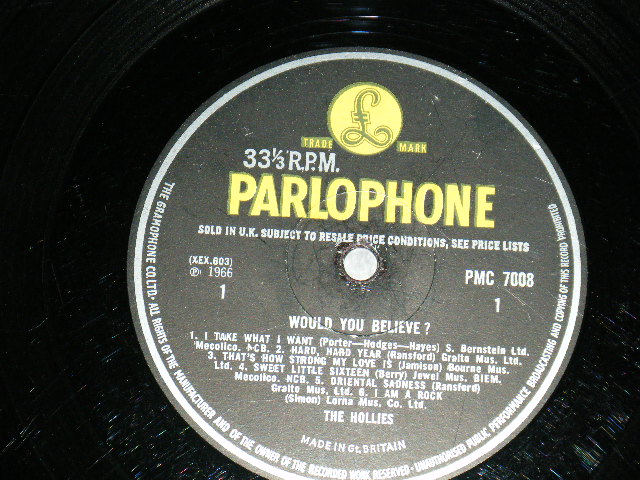 TRADE MARK
33⅓ R.P.M.
PARLOPHONE
SOLD IN U.K. SUBJECT TO RESALE PRICE CONDITIONS, SEE PRICE LISTS
(XEX.603)
Ⓟ 1966
1
PMC 7008
1
WOULD YOU BELIEVE?
1. I TAKE WHAT I WANT (Porter—Hedges—Hayes) S. Bernstein Ltd.
Mecolico. NCB. 2. HARD, HARD YEAR (Ransford) Gralto Mus. Ltd.
3. THAT'S HOW STRONG MY LOVE IS (Jamison) Bourne Mus.
Ltd. 4. SWEET LITTLE SIXTEEN (Berry) Jewel Mus. BIEM.
Mecolico. NCB. 5. ORIENTAL SADNESS (Ransford)
Gralto Mus. Ltd. 6. I AM A ROCK
(Simon) Lorna Mus. Co. Ltd.
THE HOLLIES
MADE IN GT. BRITAIN
THE GRAMOPHONE CO. LTD. ALL RIGHTS OF THE MANUFACTURER AND OF THE OWNER OF THE RECORDED WORK RESERVED · UNAUTHORISED PUBLIC PERFORMANCE BROADCASTING AND COPYING OF THIS RECORD PROHIBITED